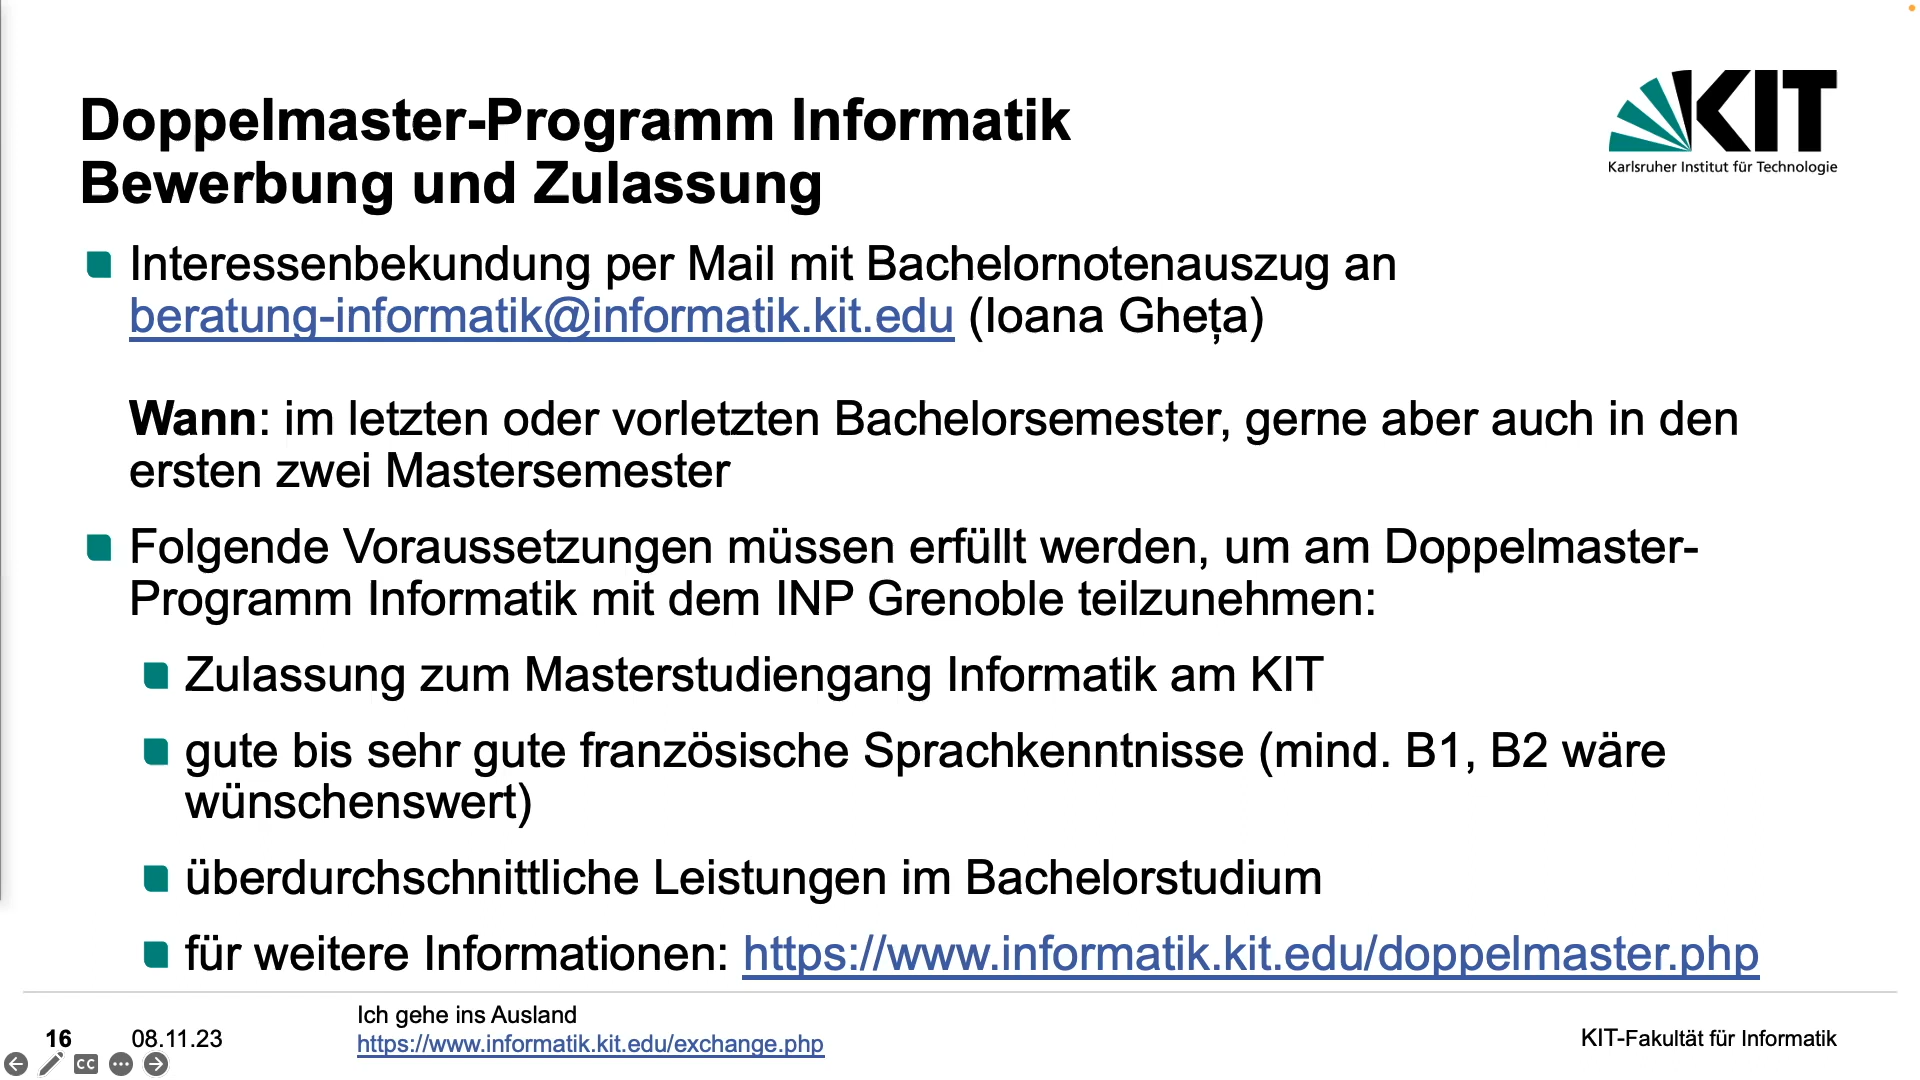 Doppelmaster-Programm Informatik
Bewerbung und Zulassung
KIT
Karlsruher Institut für Technologie
Interessenbekundung per Mail mit Bachelornotenauszug an
beratung-informatik@informatik.kit.edu (Ioana Gheța)
Wann: im letzten oder vorletzten Bachelorsemester, gerne aber auch in den
ersten zwei Mastersemester
Folgende Voraussetzungen müssen erfüllt werden, um am Doppelmaster-
Programm Informatik mit dem INP Grenoble teilzunehmen:
Zulassung zum Masterstudiengang Informatik am KIT
gute bis sehr gute französische Sprachkenntnisse (mind. B1, B2 wäre
wünschenswert)
überdurchschnittliche Leistungen im Bachelorstudium
für weitere Informationen: https://www.informatik.kit.edu/doppelmaster.php
16
08.11.23
Ich gehe ins Ausland
https://www.informatik.kit.edu/exchange.php
KIT-Fakultät für Informatik
CC